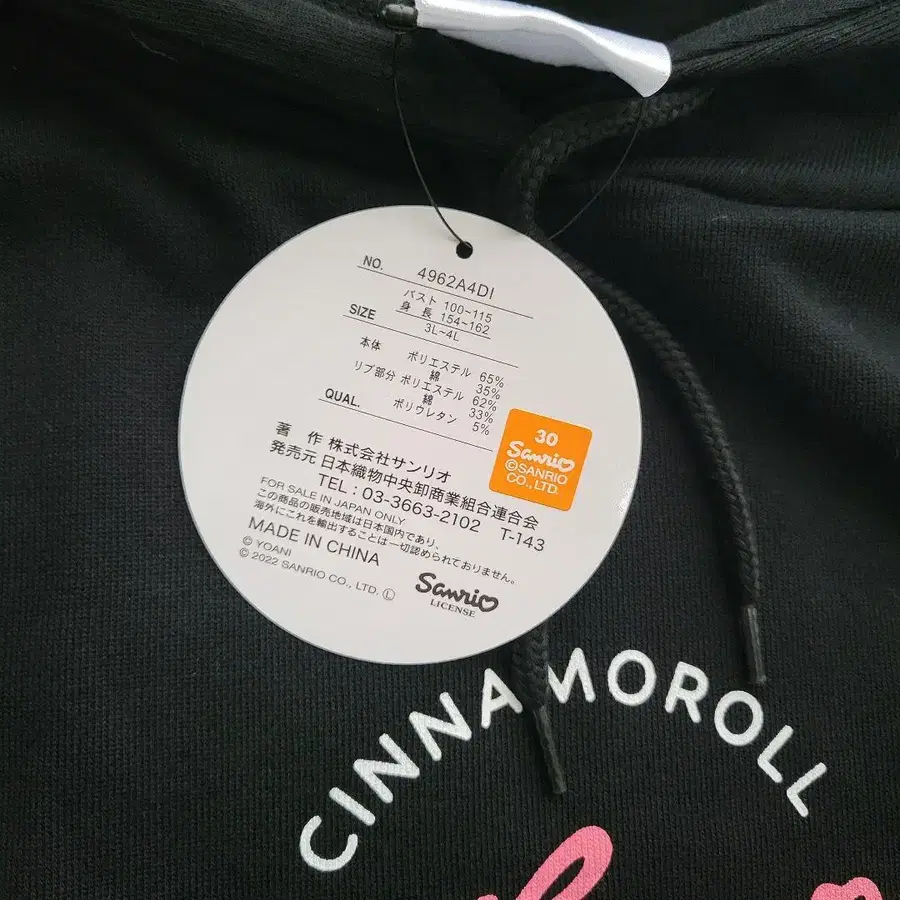 NO. 4962A4DI
バスト 100~115
身 長 154~162
SIZE 3L~4L
本体 ポリエステル 65%
綿 35%
リブ部分 ポリエステル 62%
綿 33%
QUAL. ポリウレタン 5%
30
Sanrio
©SANRIO
CO.,LTD.
著 作 株式会社サンリオ
発売元 日本織物中央卸商業組合連合会
TEL : 03-3663-2102 T-143
FOR SALE IN JAPAN ONLY
この商品の販売地域は日本国内であり、
海外にこれを輸出することは一切認められておりません。
MADE IN CHINA
© YOANI
© 2022 SANRIO CO., LTD. Ⓛ
Sanrio
LICENSE
CINNAMOROLL